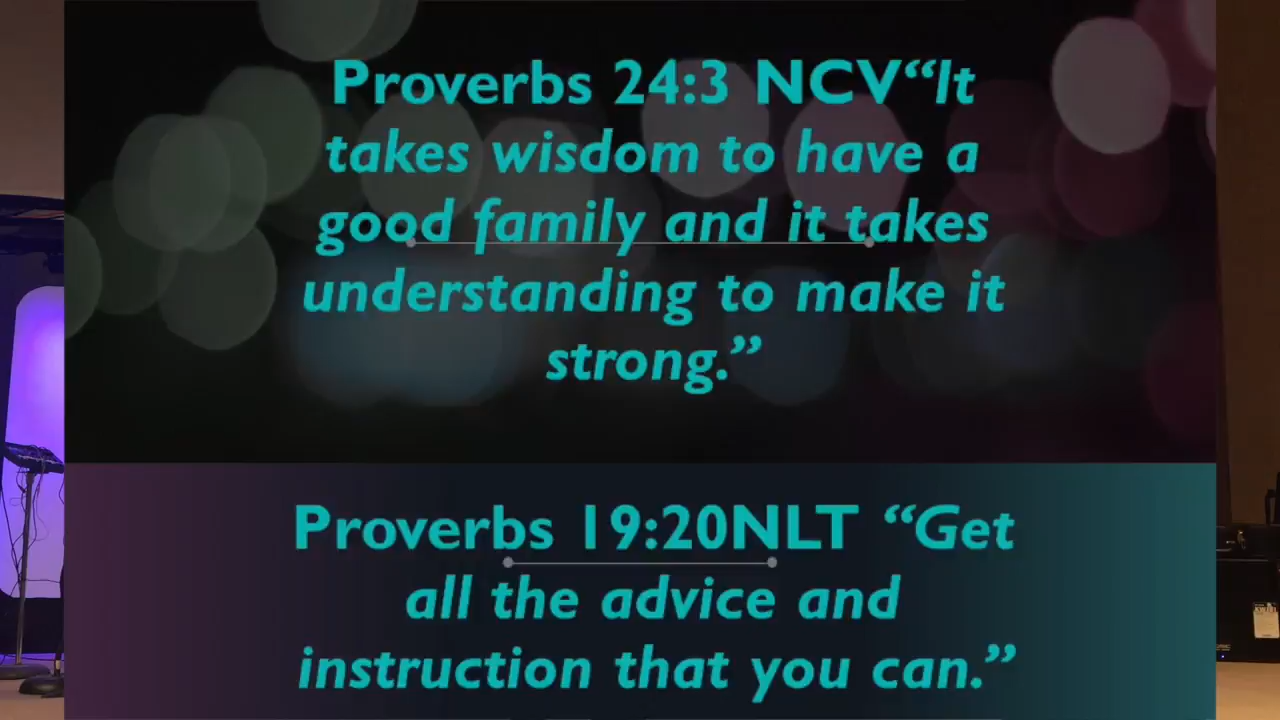 Proverbs 24:3 NCV“It
takes wisdom to have a
good family and it takes
understanding to make it
strong.”
Proverbs 19:20NLT “Get
all the advice and
instruction that you can.”